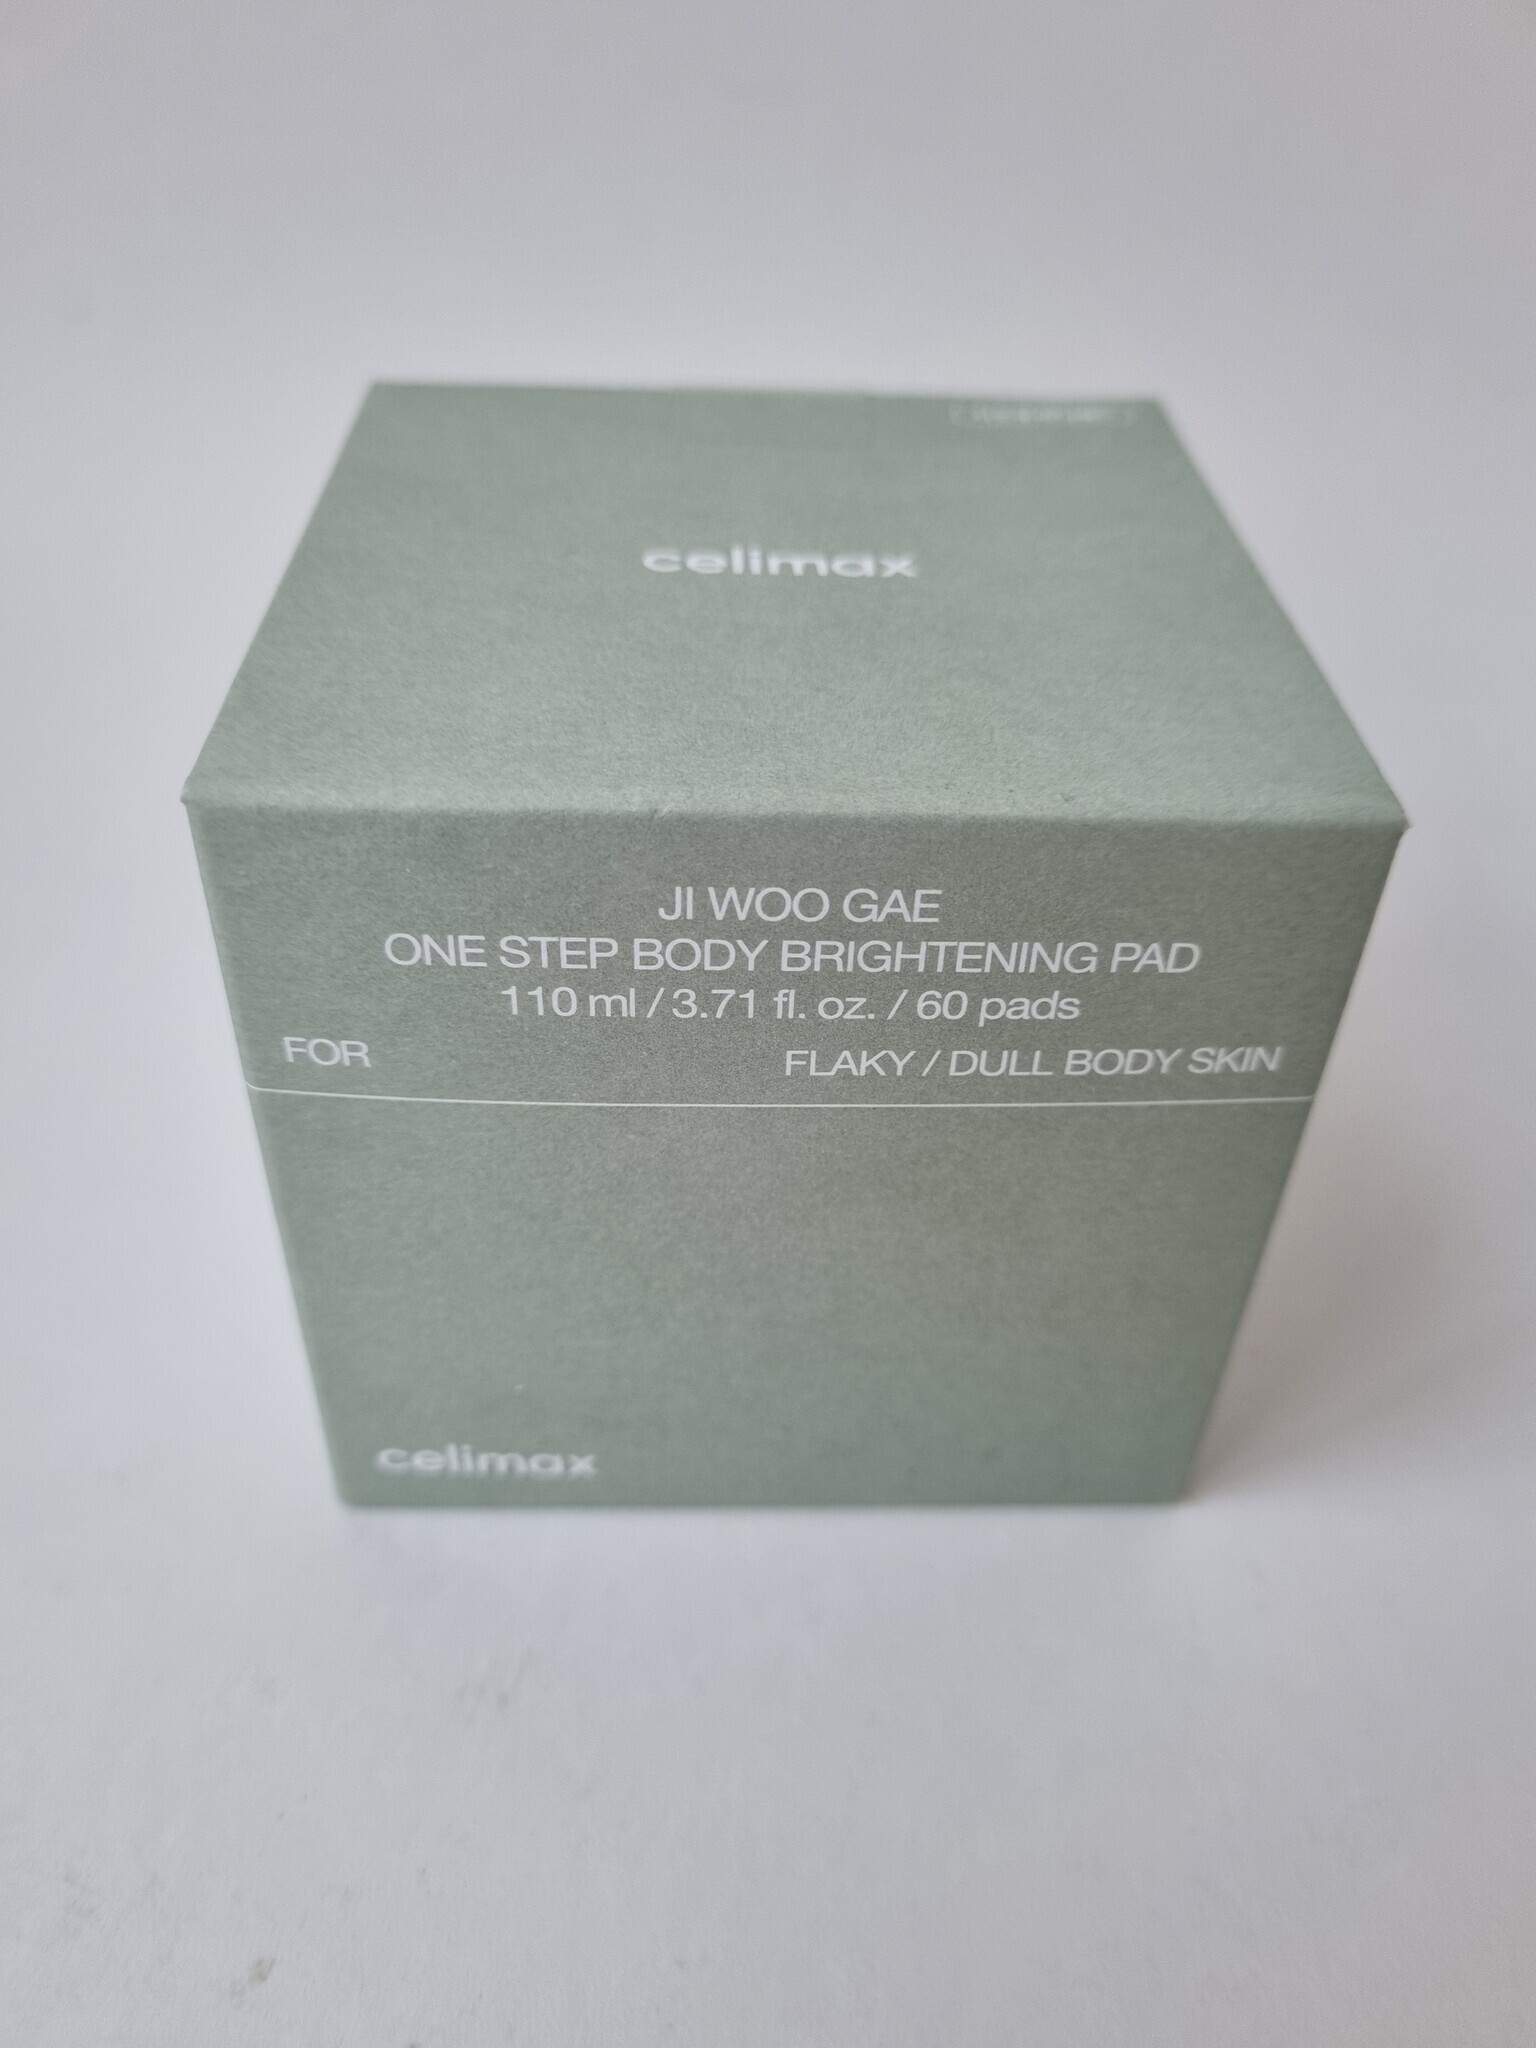 celimax
JI WOO GAE
ONE STEP BODY BRIGHTENING PAD
110 ml / 3.71 fl. oz. / 60 pads
FOR FLAKY / DULL BODY SKIN
celimax